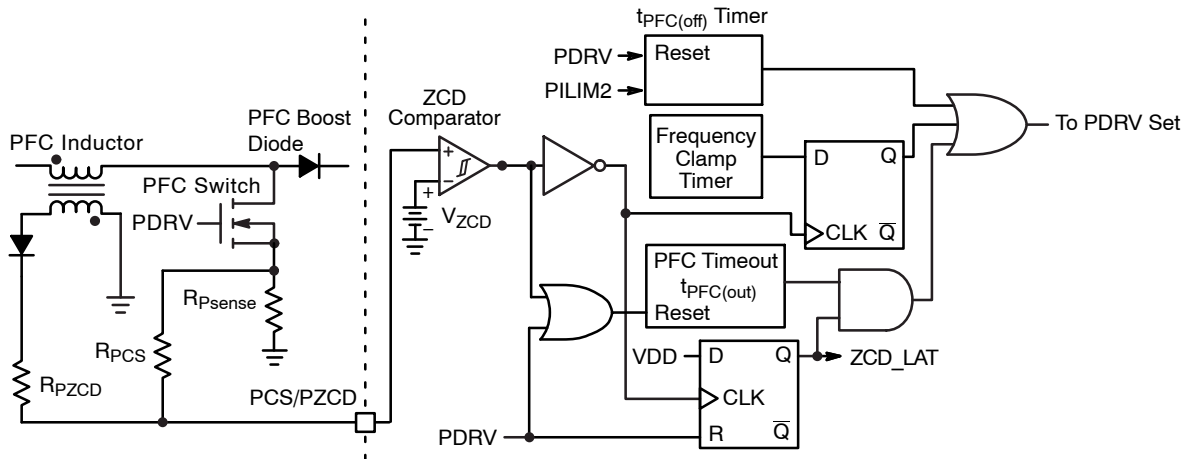 t PFC(off) Timer
PDRV
Reset
PILIM2
ZCD
Comparator
PFC Boost
Diode
PFC Inductor
Frequency
Clamp
Timer
D Q
To PDRV Set
+
−
PFC Switch
PDRV
+
−
VZCD
CLK Q
PFC Timeout
tPFC(out)
Reset
RPsense
RPCS
VDD
D Q
ZCD_LAT
RPZCD
PCS/PZCD
CLK
PDRV
R Q